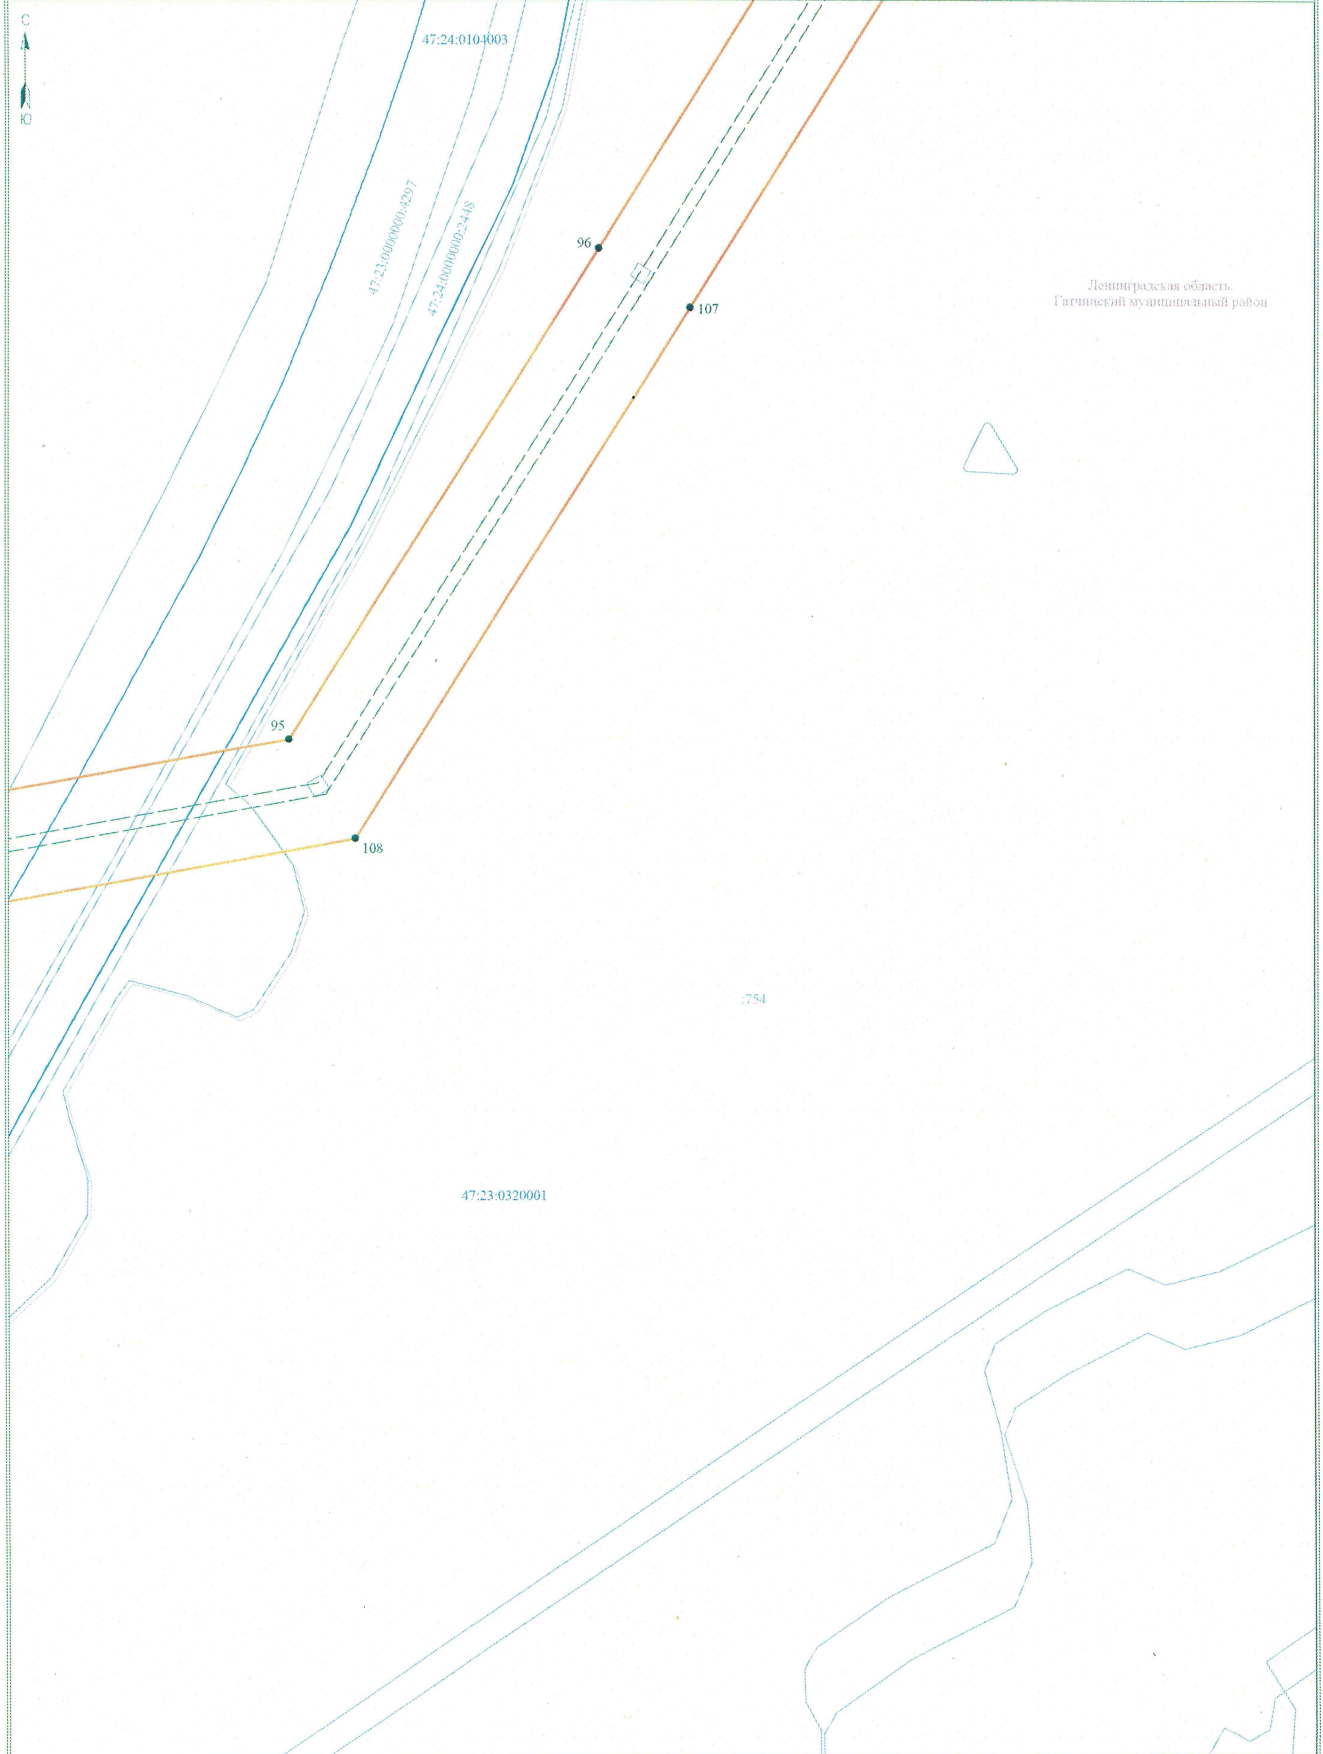 С
47:24:0104003
Ю
47:23:0000000:4297
47:24:0000000:2448
96
Ленинградская область,
Гатчинский муниципальный район
107
95
108
:754
47:23:0320001